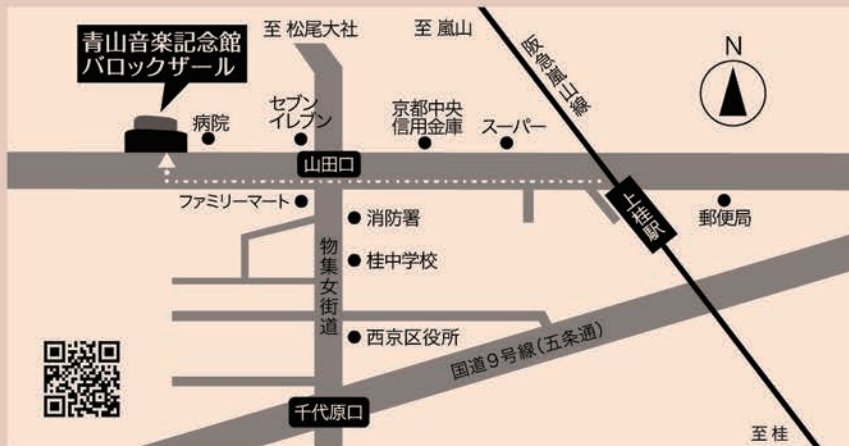 至 松尾大社
至 嵐山
青山音楽記念館
バロックザール
阪急嵐山線
N
病院
セブン
イレブン
京都中央
信用金庫
スーパー
山田口
ファミリーマート
消防署
上桂駅
郵便局
物集女街道
桂中学校
西京区役所
国道9号線(五条通)
千代原口
至 桂